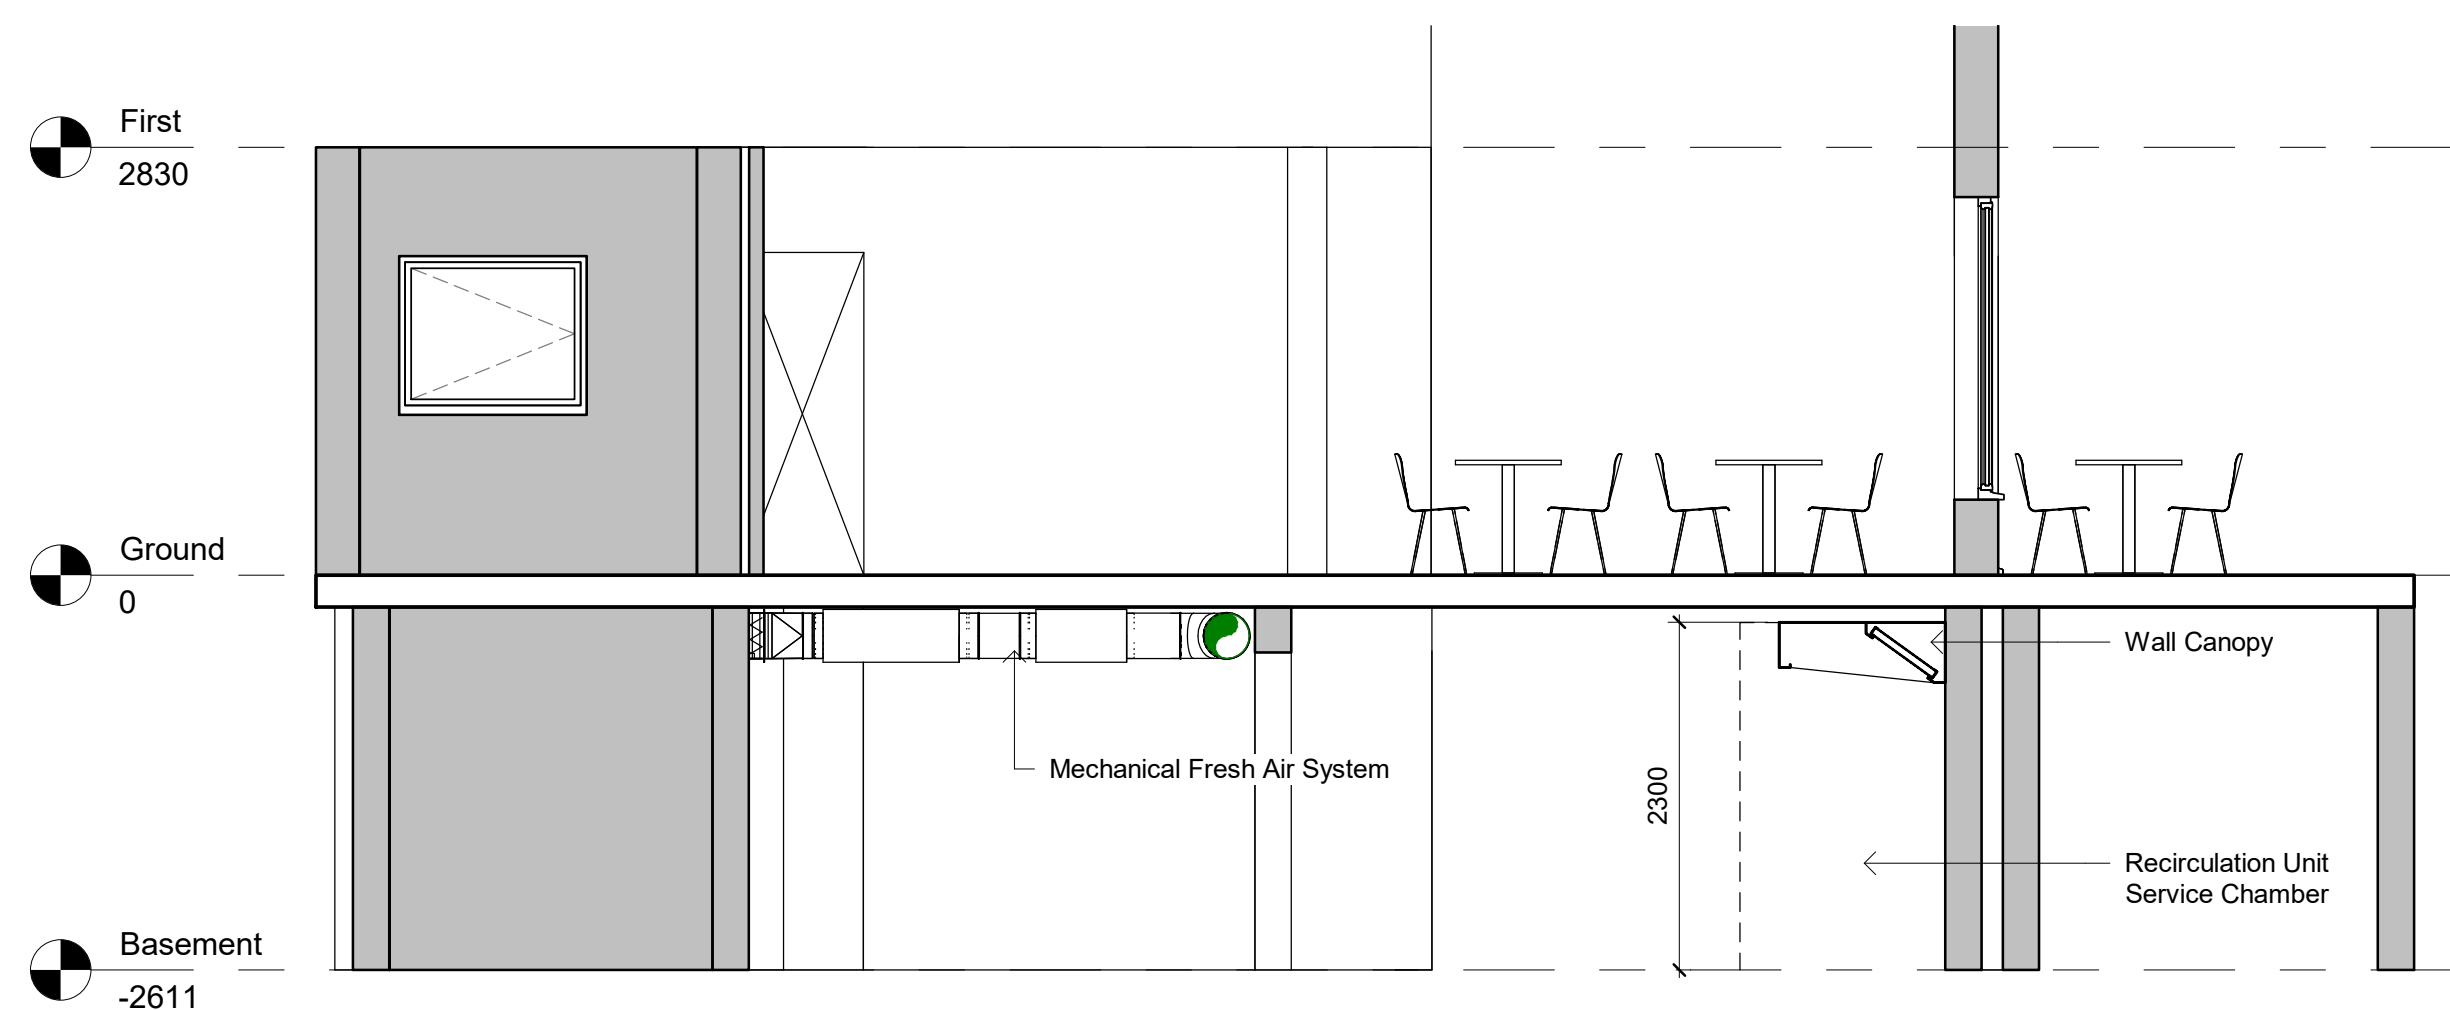 First
2830
Ground
0
Wall Canopy
Mechanical Fresh Air System
2300
Recirculation Unit
Service Chamber
Basement
-2611